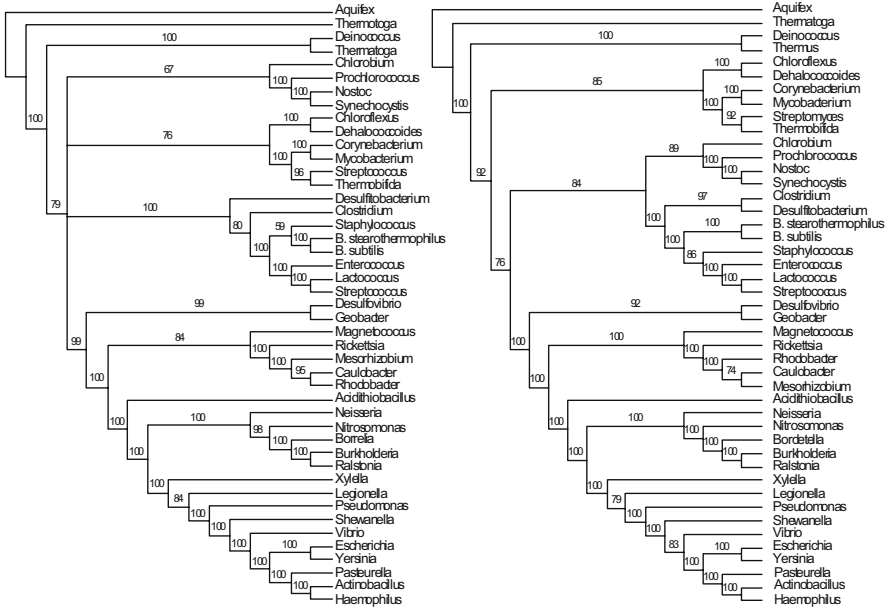 Aquifex
Thermotoga
Deinococcus
100
Thermatoga
Chlorobium
67
Prochlorococcus
100
Nostoc
100
Synechocystis
Chloroflexus
100
Dehalococcoides
100
76
Corynebacterium
100
Mycobacterium
100
Streptococcus
96
Thermobifida
Desulfitobacterium
79
100
Clostridium
80
Staphylococcus
59
B. stearothermophilus
100
B. subtilis
100
Enterococcus
100
Lactococcus
100
Streptococcus
Desulfovibrio
99
Geobacter
Magnetococcus
99
84
Rickettsia
100
Mesorhizobium
100
Caulobacter
95
Rhodobacter
100
Acidithiobacillus
Neisseria
100
Nitrosomonas
98
Borrelia
100
100
Burkholderia
100
100
Ralstonia
Xylella
100
Legionella
84
Pseudomonas
Shewanella
100
Vibrio
100
Escherichia
100
Yersinia
100
Pasteurella
100
Actinobacillus
100
Haemophilus
Aquifex
Thermatoga
Deinococcus
100
Thermus
Chloroflexus
100
Dehalococcoides
85
Corynebacterium
100
100
Mycobacterium
100
Streptomyces
100
92
Thermobifida
Chlorobium
89
Prochlorococcus
100
Nostoc
92
84
100
Synechocystis
Clostridium
97
Desulfitobacterium
100
B. stearothermophilus
100
B. subtilis
100
Staphylococcus
86
76
Enterococcus
100
Lactococcus
100
Streptococcus
Desulfovibrio
92
Geobacter
Magnetococcus
100
100
Rickettsia
100
Rhodobacter
100
Caulobacter
74
100
Mesorhizobium
Acidithiobacillus
Neisseria
100
100
Nitrosomonas
100
Bordetella
100
100
Burkholderia
100
Ralstonia
Xylella
100
Legionella
79
Pseudomonas
100
Shewanella
100
Vibrio
83
Escherichia
100
Yersinia
100
Pasteurella
100
Actinobacillus
100
Haemophilus